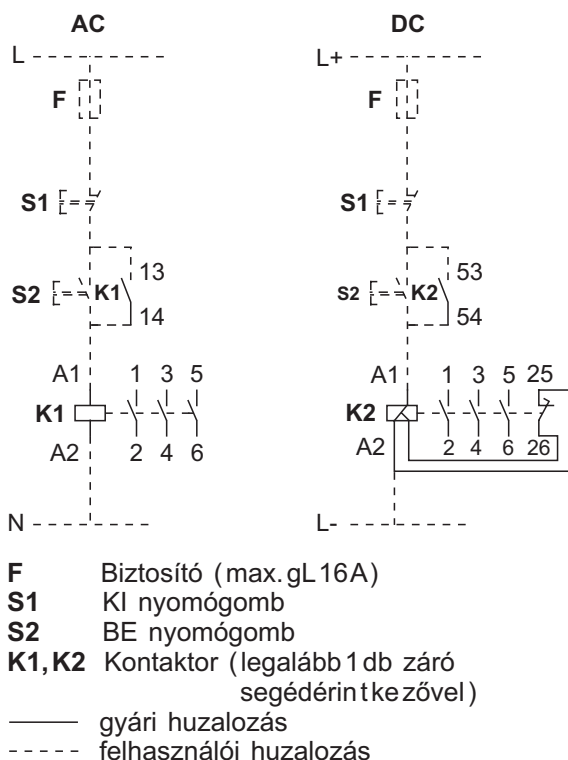 AC
L
F
S1
S2
K1
13
14
A1
1 3 5
K1
A2
2 4 6
N
DC
L+
F
S1
S2
K2
53
54
A1
1 3 5 25
K2
A2
2 4 6 26
L-
F Biztosító (max. gL16A)
S1 KI nyomógomb
S2 BE nyomógomb
K1, K2 Kontaktor (legalább 1 db záró
segédérintkezővel)
gyári huzalozás
felhasználói huzalozás